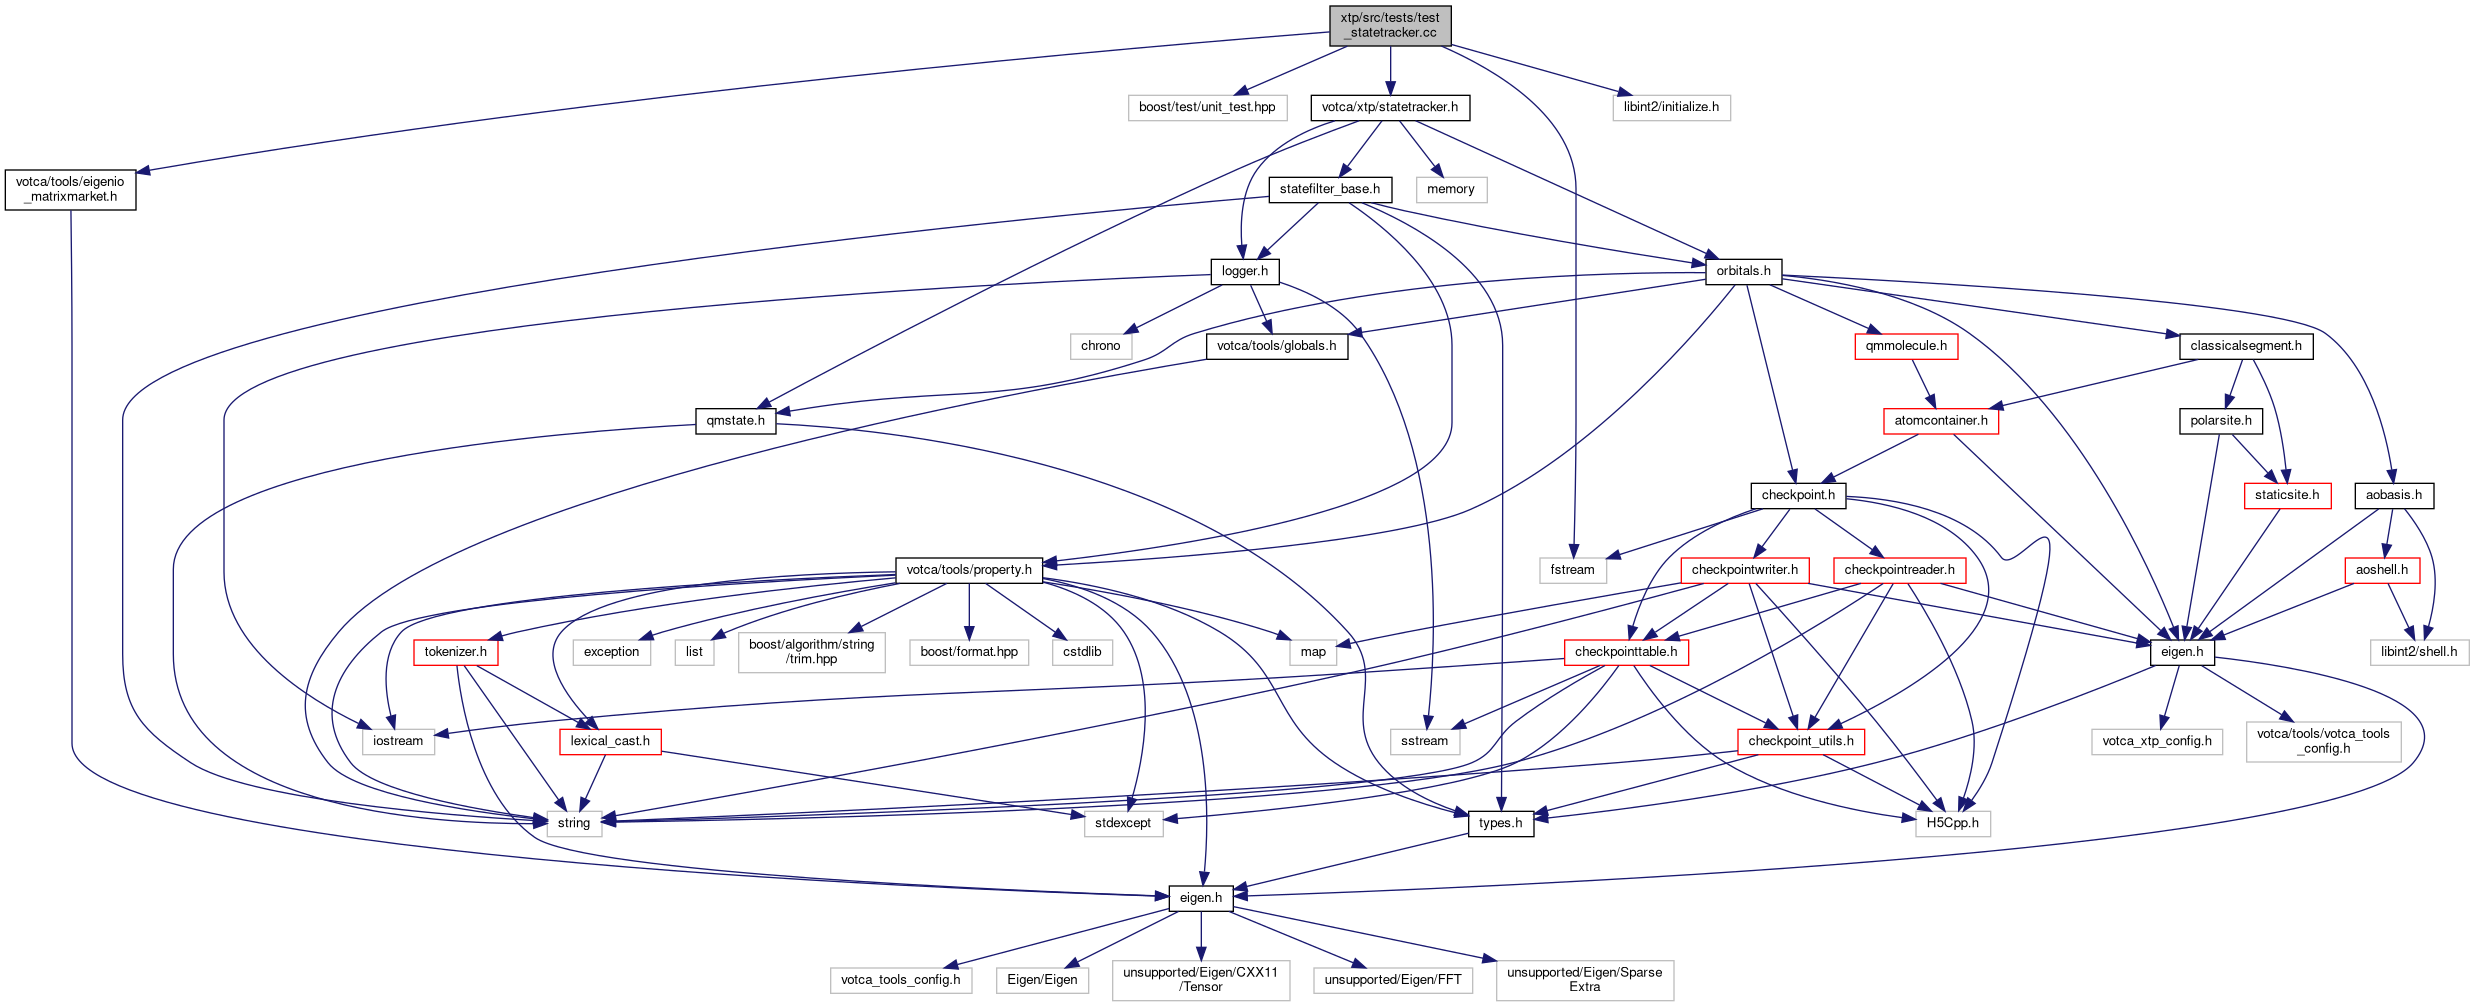 xtp/src/tests/test
_statetracker.cc
boost/test/unit_test.hpp
votca/xtp/statetracker.h
libint2/initialize.h
votca/tools/eigenio
_matrixmarket.h
statefilter_base.h
memory
logger.h
orbitals.h
chrono
votca/tools/globals.h
qmmolecule.h
classicalsegment.h
qmstate.h
atomcontainer.h
polarsite.h
checkpoint.h
staticsite.h
aobasis.h
votca/tools/property.h
fstream
checkpointwriter.h
checkpointreader.h
aoshell.h
tokenizer.h
exception
list
boost/algorithm/string
/trim.hpp
boost/format.hpp
cstdlib
map
checkpointtable.h
eigen.h
libint2/shell.h
iostream
lexical_cast.h
sstream
checkpoint_utils.h
votca_xtp_config.h
votca/tools/votca_tools
_config.h
string
stdexcept
types.h
H5Cpp.h
eigen.h
votca_tools_config.h
Eigen/Eigen
unsupported/Eigen/CXX11
/Tensor
unsupported/Eigen/FFT
unsupported/Eigen/Sparse
Extra